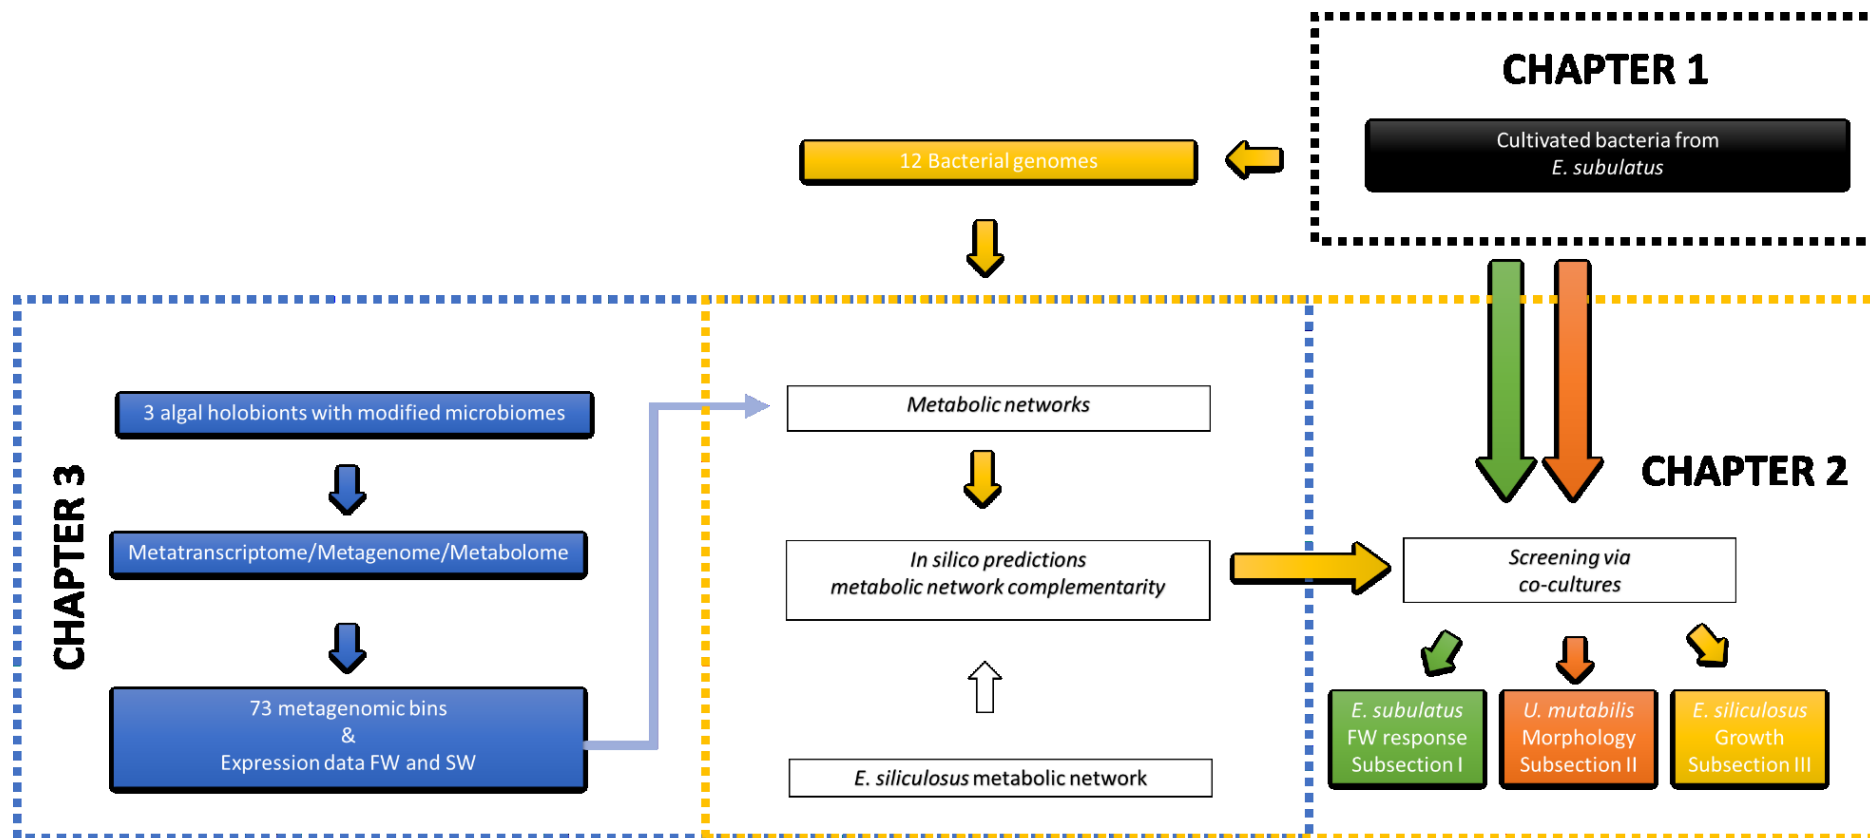 CHAPTER 1
Cultivated bacteria from
E. subulatus
12 Bacterial genomes
CHAPTER 3
3 algal holobionts with modified microbiomes
Metatranscriptome/Metagenome/Metabolome
73 metagenomic bins
&
Expression data FW and SW
Metabolic networks
In silico predictions
metabolic network complementarity
E. siliculosus metabolic network
CHAPTER 2
Screening via
co-cultures
E. subulatus
FW response
Subsection I
U. mutabilis
Morphology
Subsection II
E. siliculosus
Growth
Subsection III